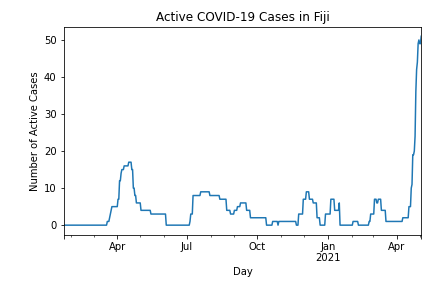 Active COVID-19 Cases in Fiji
Number of Active Cases
50
40
30
20
10
0
Apr Jul Oct Jan Apr
2021
Day